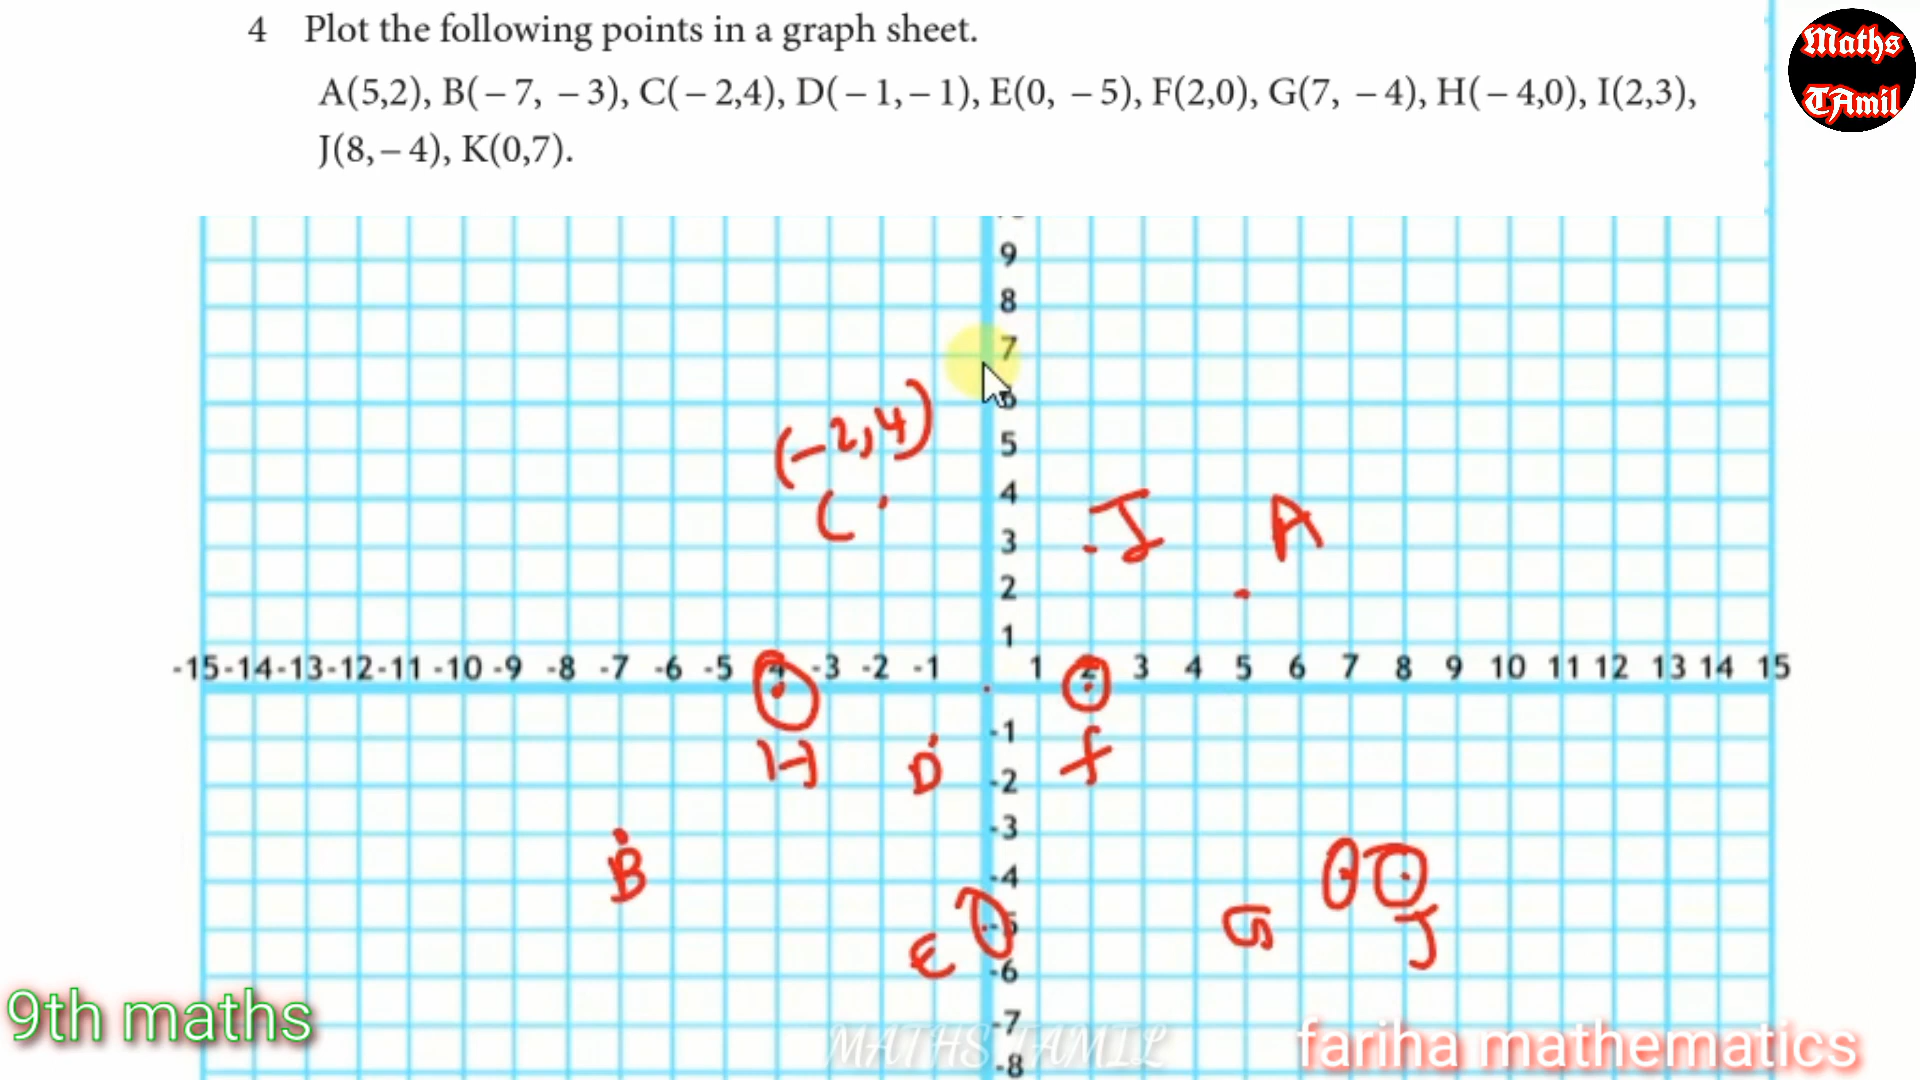 4 Plot the following points in a graph sheet.
A(5,2), B(– 7, – 3), C(– 2,4), D(– 1,– 1), E(0, – 5), F(2,0), G(7, – 4), H(– 4,0), I(2,3),
J(8,– 4), K(0,7).
Maths
TAmil
9
8
7
6
(-2,4)
5
4
C
I
A
3
2
1
-15 -14 -13 -12 -11 -10 -9 -8 -7 -6 -5 -4 -3 -2 -1 1 2 3 4 5 6 7 8 9 10 11 12 13 14 15
-1
H
D
f
-2
-3
B
-4
-5
E
G
J
-6
9th maths
-7
MATHS TAMIL
fariha mathematics
-8